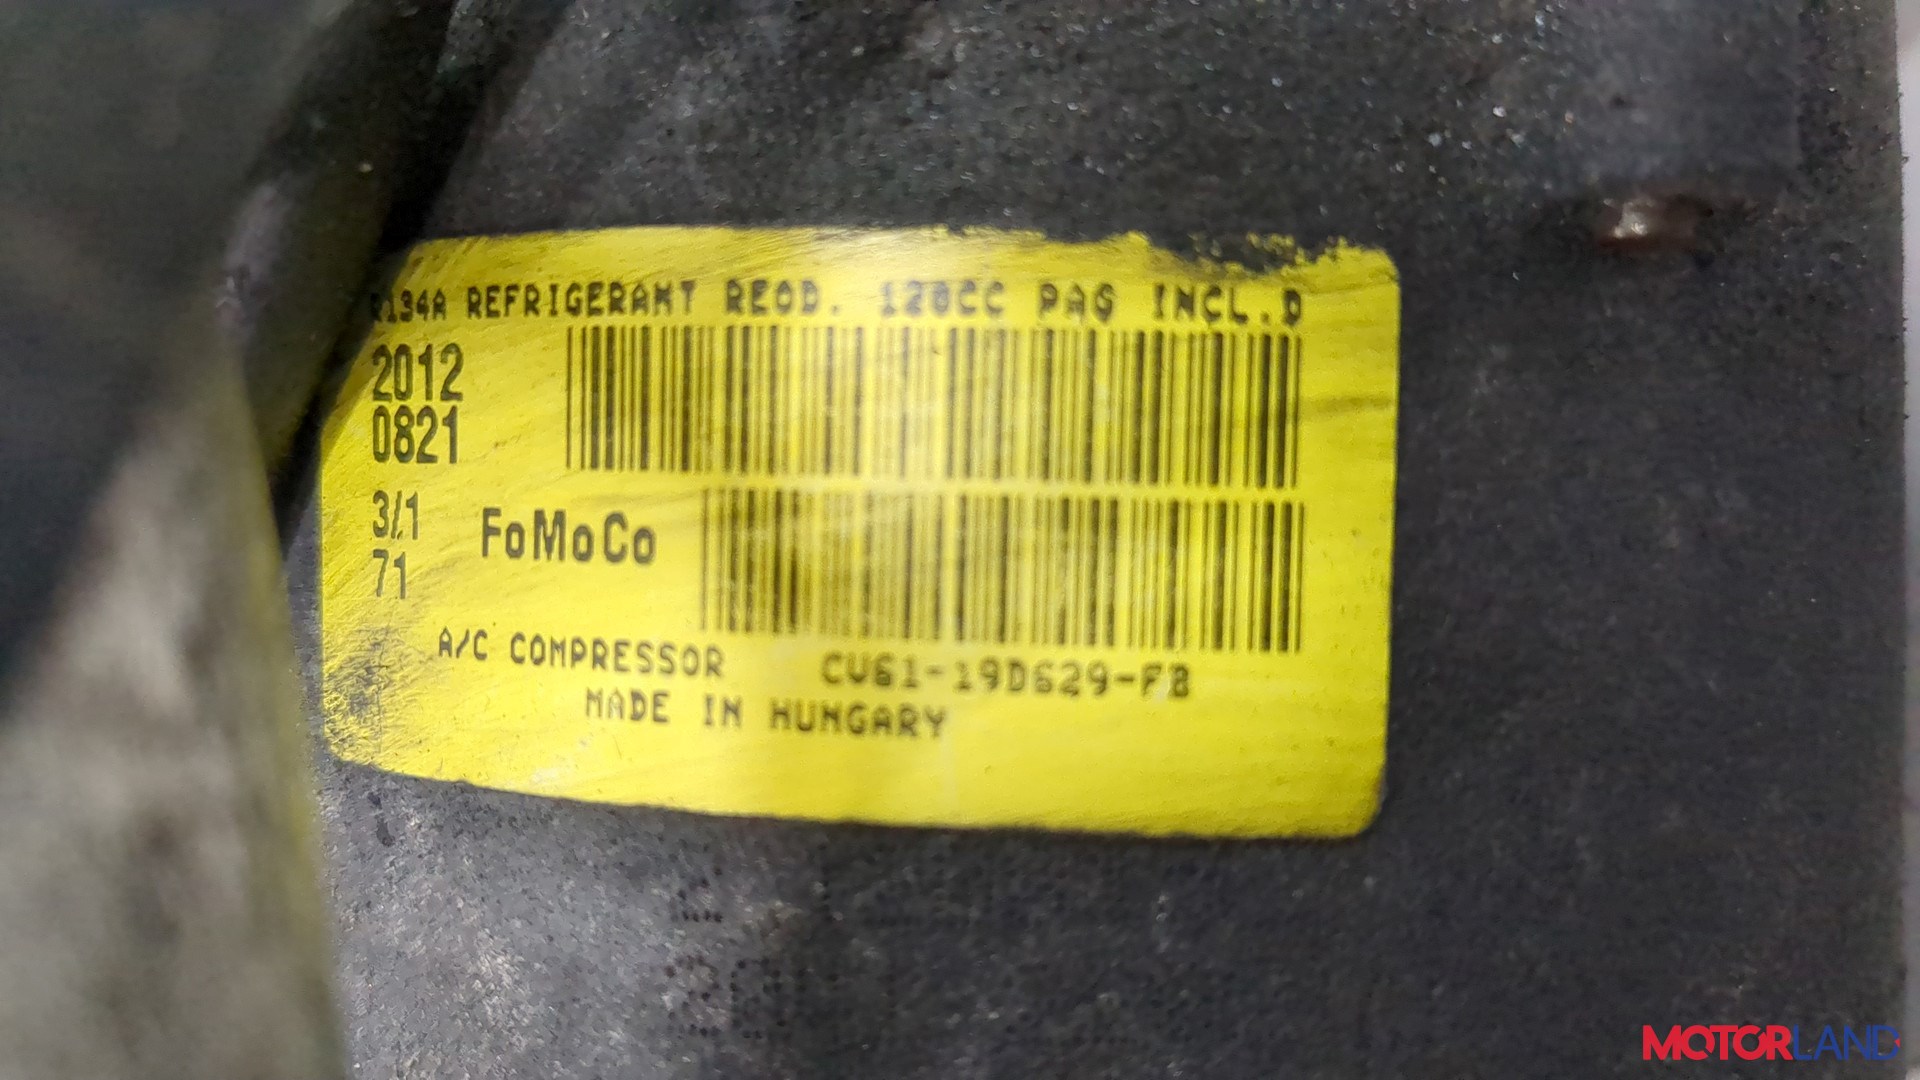 R134A REFRIGERANT REOD. 120CC PAG INCL.D
2012
0821
3/1
71
FoMoCo
A/C COMPRESSOR CV61-19D629-FB
MADE IN HUNGARY
MOTORLAND